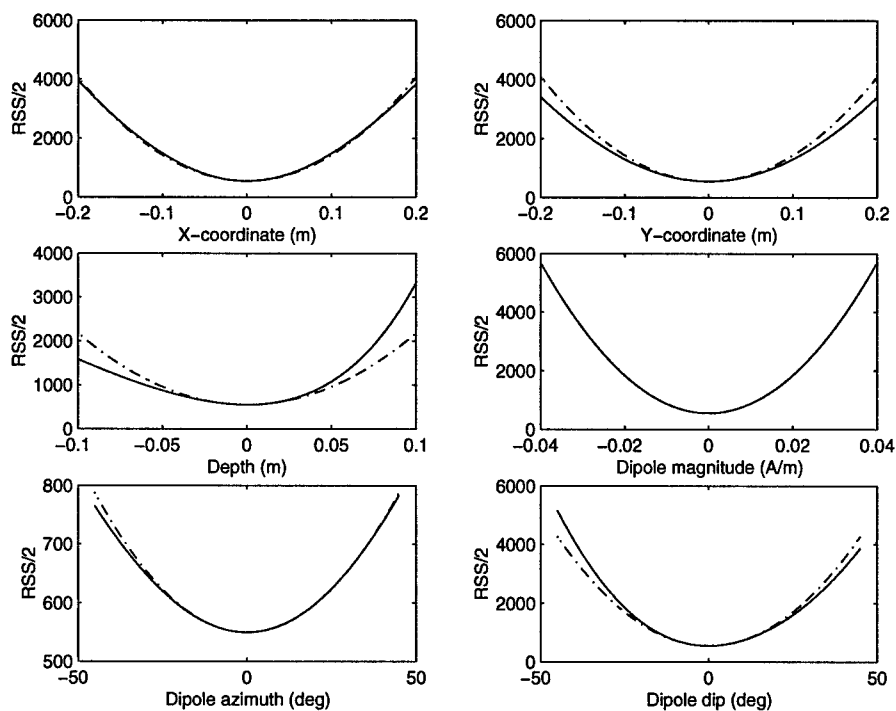 6000
4000
2000
0
RSS/2
−0.2 −0.1 0 0.1 0.2
X−coordinate (m)
6000
4000
2000
0
RSS/2
−0.2 −0.1 0 0.1 0.2
Y−coordinate (m)
4000
3000
2000
1000
0
RSS/2
−0.1 −0.05 0 0.05 0.1
Depth (m)
6000
4000
2000
0
RSS/2
−0.04 −0.02 0 0.02 0.04
Dipole magnitude (A/m)
800
700
600
500
RSS/2
−50 0 50
Dipole azimuth (deg)
6000
4000
2000
0
RSS/2
−50 0 50
Dipole dip (deg)